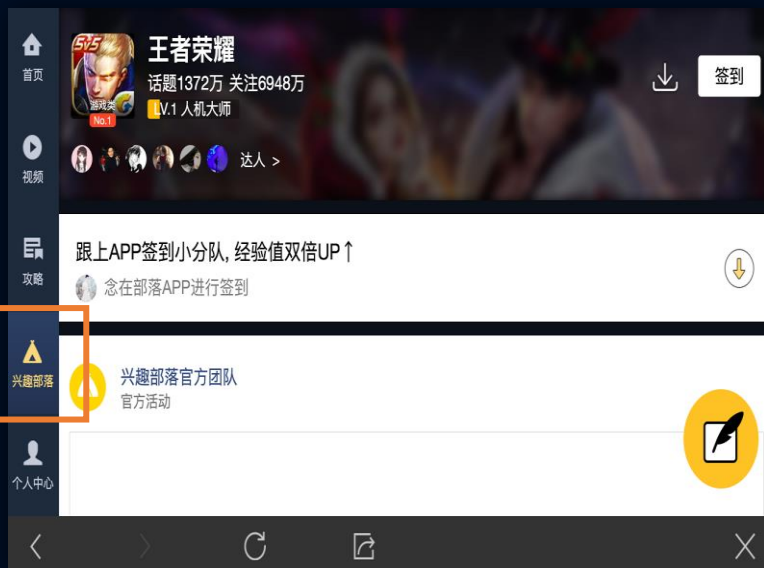 首页
视频
攻略
兴趣部落
个人中心
5v5
游戏类
No.1
王者荣耀
话题1372万 关注6948万
LV.1 人机大师
达人 >
签到
跟上APP签到小分队, 经验值双倍UP↑
念在部落APP进行签到
兴趣部落官方团队
官方活动